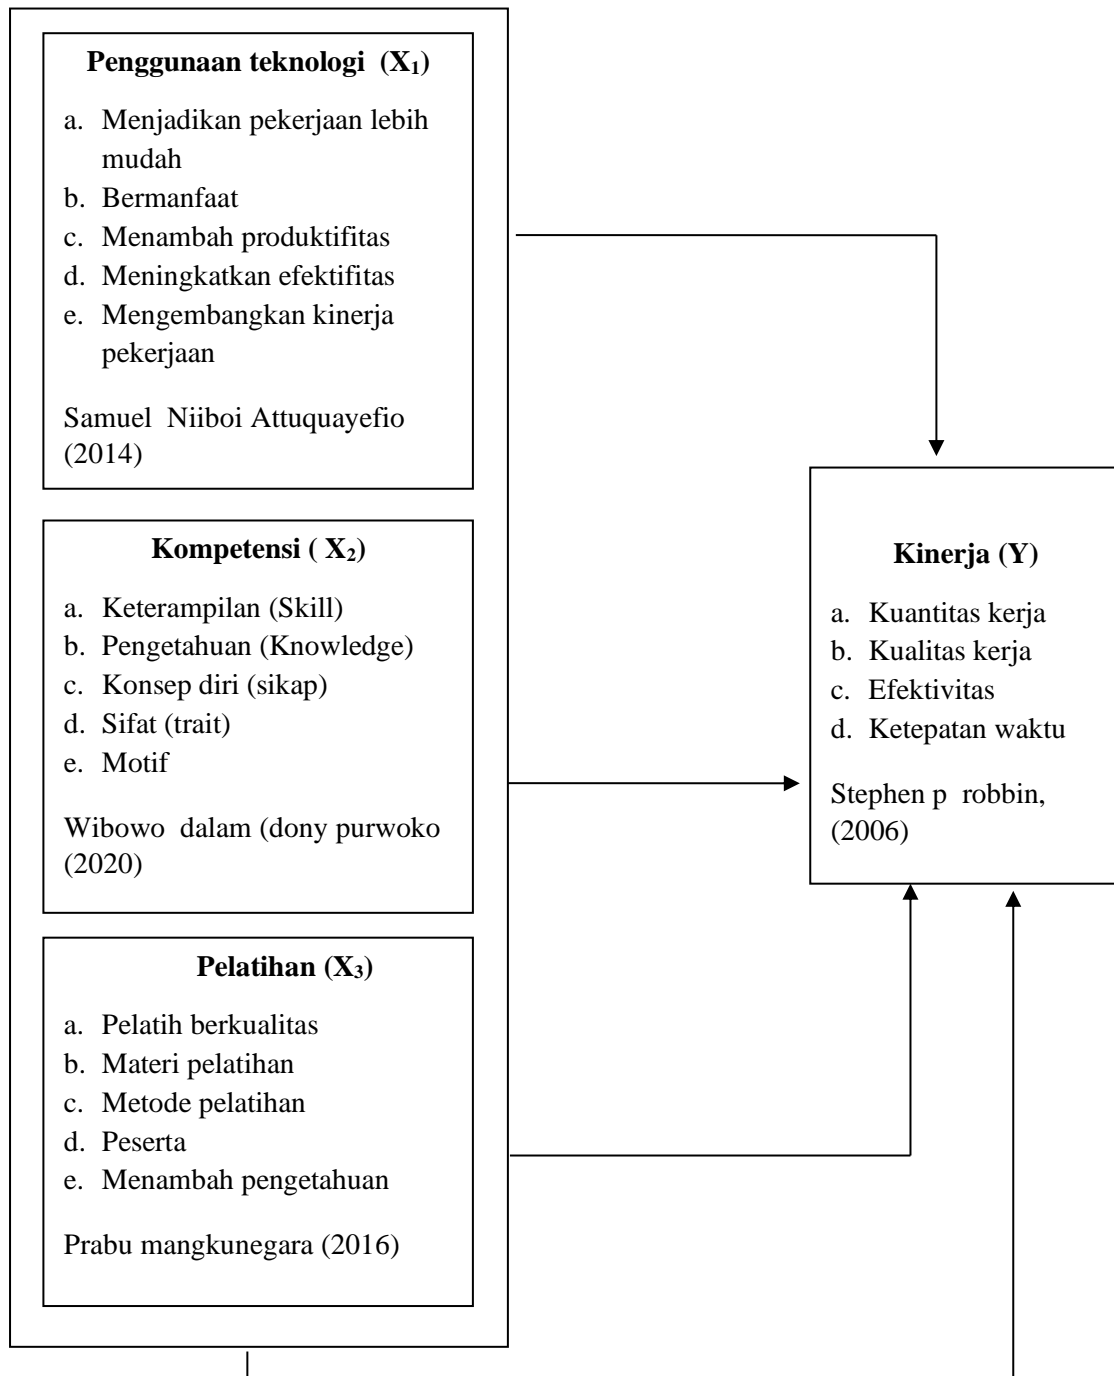 Penggunaan teknologi (X₁)
a. Menjadikan pekerjaan lebih
mudah
b. Bermanfaat
c. Menambah produktifitas
d. Meningkatkan efektifitas
e. Mengembangkan kinerja
pekerjaan
Samuel Niiboi Attuquayefio
(2014)
Kompetensi ( X₂)
a. Keterampilan (Skill)
b. Pengetahuan (Knowledge)
c. Konsep diri (sikap)
d. Sifat (trait)
e. Motif
Wibowo dalam (dony purwoko
(2020)
Pelatihan (X₃)
a. Pelatih berkualitas
b. Materi pelatihan
c. Metode pelatihan
d. Peserta
e. Menambah pengetahuan
Prabu mangkunegara (2016)
Kinerja (Y)
a. Kuantitas kerja
b. Kualitas kerja
c. Efektivitas
d. Ketepatan waktu
Stephen p robbin,
(2006)